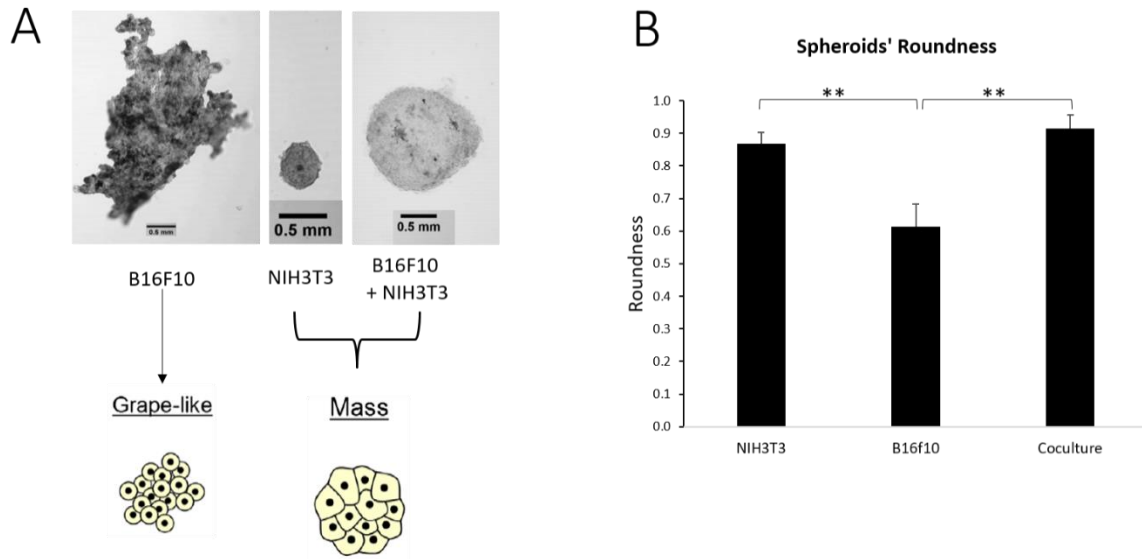 A
0.5 mm
0.5 mm
0.5 mm
B16F10
NIH3T3
B16F10
+ NIH3T3
Grape-like
Mass
B
Spheroids' Roundness
**
**
1.0
0.9
0.8
0.7
0.6
0.5
0.4
0.3
0.2
0.1
0.0
Roundness
NIH3T3
B16f10
Coculture